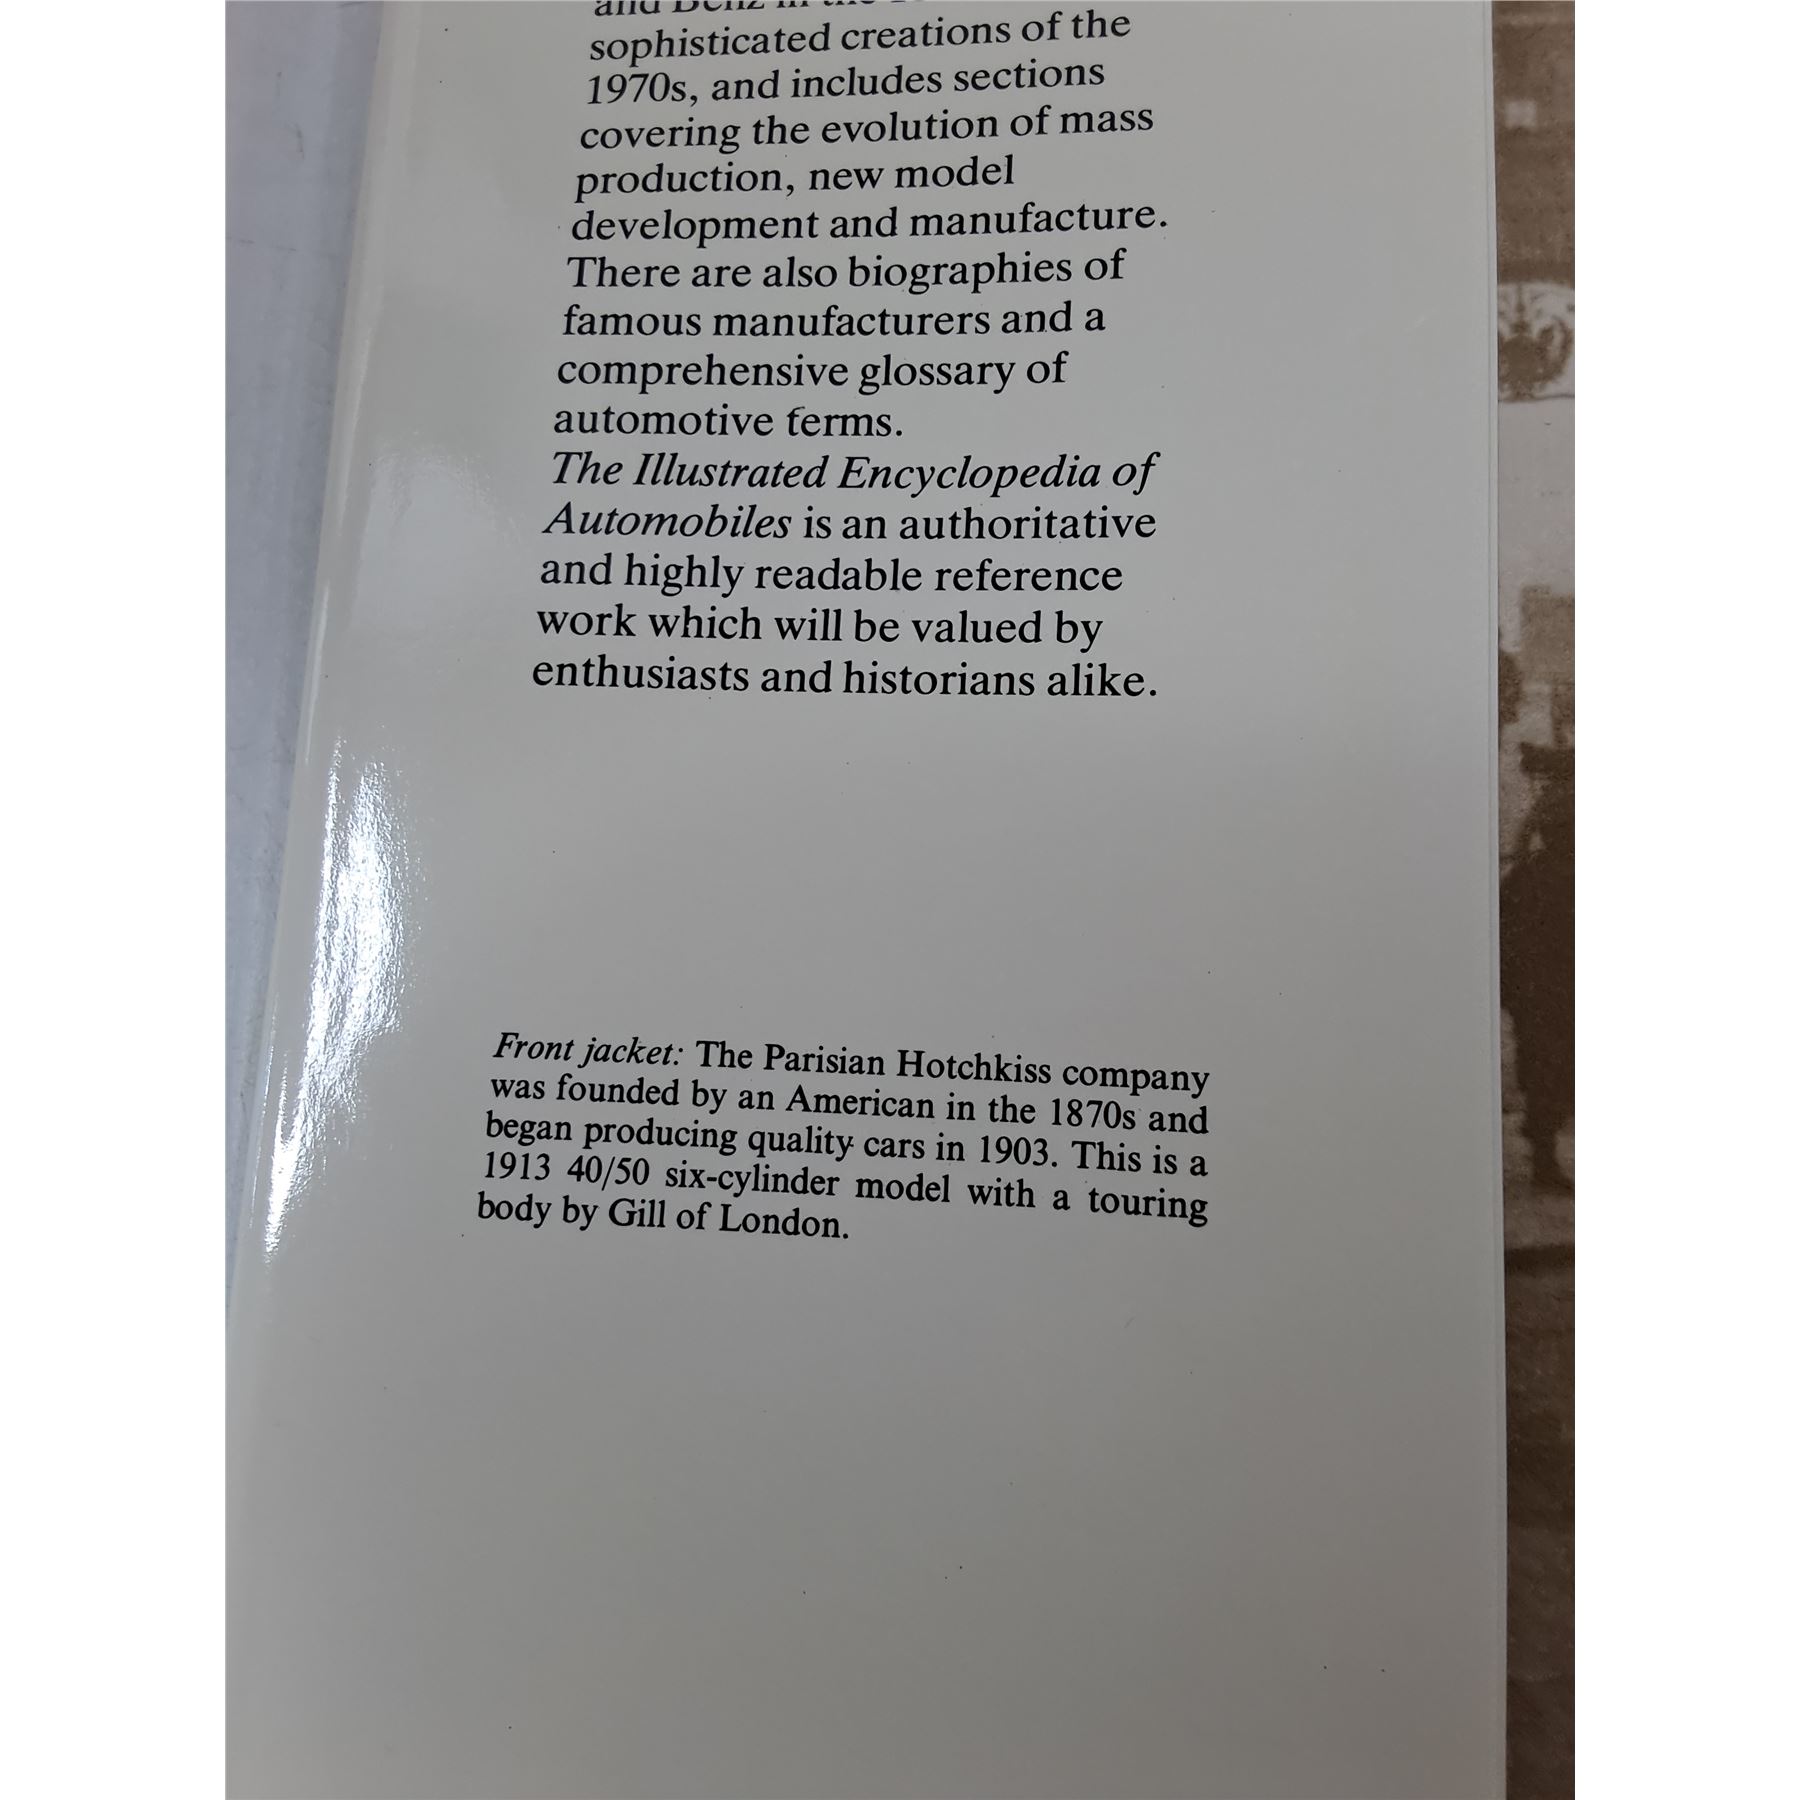 and Benz in the
sophisticated creations of the
1970s, and includes sections
covering the evolution of mass
production, new model
development and manufacture.
There are also biographies of
famous manufacturers and a
comprehensive glossary of
automotive terms.
The Illustrated Encyclopedia of
Automobiles is an authoritative
and highly readable reference
work which will be valued by
enthusiasts and historians alike.
Front jacket: The Parisian Hotchkiss company
was founded by an American in the 1870s and
began producing quality cars in 1903. This is a
1913 40/50 six-cylinder model with a touring
body by Gill of London.